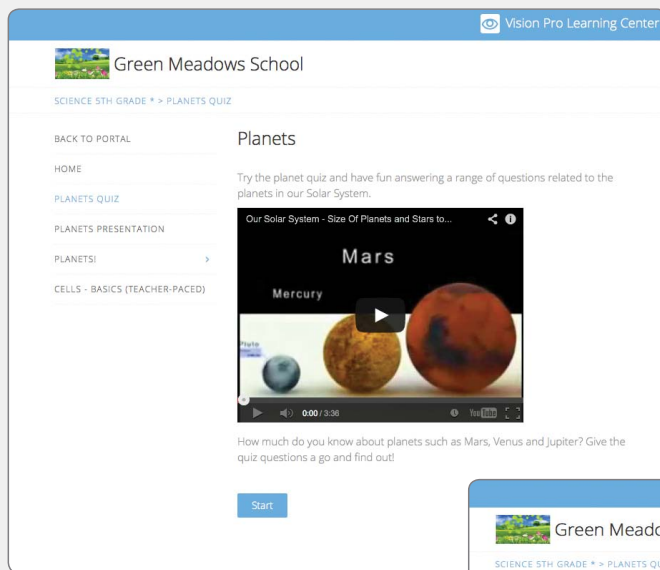 Vision Pro Learning Center
Green Meadows School
SCIENCE 5TH GRADE * > PLANETS QUIZ
BACK TO PORTAL
HOME
PLANETS QUIZ
PLANETS PRESENTATION
PLANETS! >
CELLS - BASICS (TEACHER-PACED)
Planets
Try the planet quiz and have fun answering a range of questions related to the
planets in our Solar System.
Our Solar System - Size Of Planets and Stars to...
Mars
Mercury
Pluto
0:00 / 3:36
YouTube
How much do you know about planets such as Mars, Venus and Jupiter? Give the
quiz questions a go and find out!
Start
Green Meado
SCIENCE 5TH GRADE * > PLANETS QU